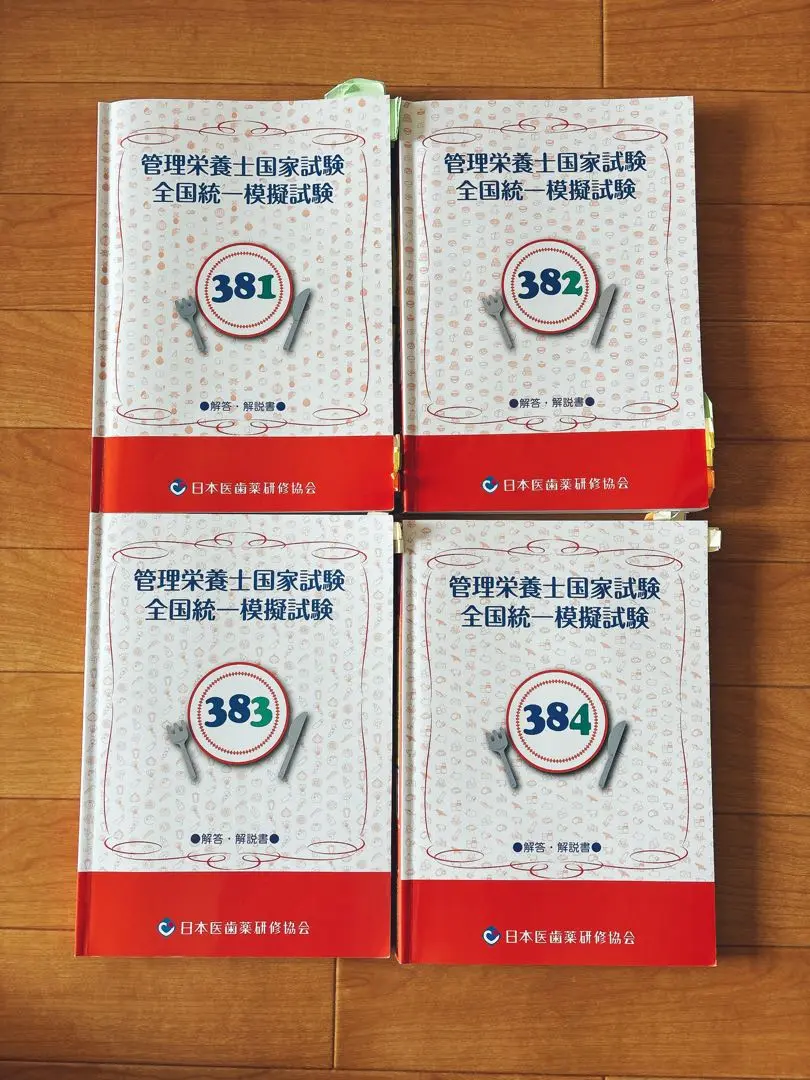 管理栄養士国家試験
全国統一模擬試験
381
●解答・解説書●
日本医歯薬研修協会
管理栄養士国家試験
全国統一模擬試験
382
●解答・解説書●
日本医歯薬研修協会
管理栄養士国家試験
全国統一模擬試験
383
●解答・解説書●
日本医歯薬研修協会
管理栄養士国家試験
全国統一模擬試験
384
●解答・解説書●
日本医歯薬研修協会